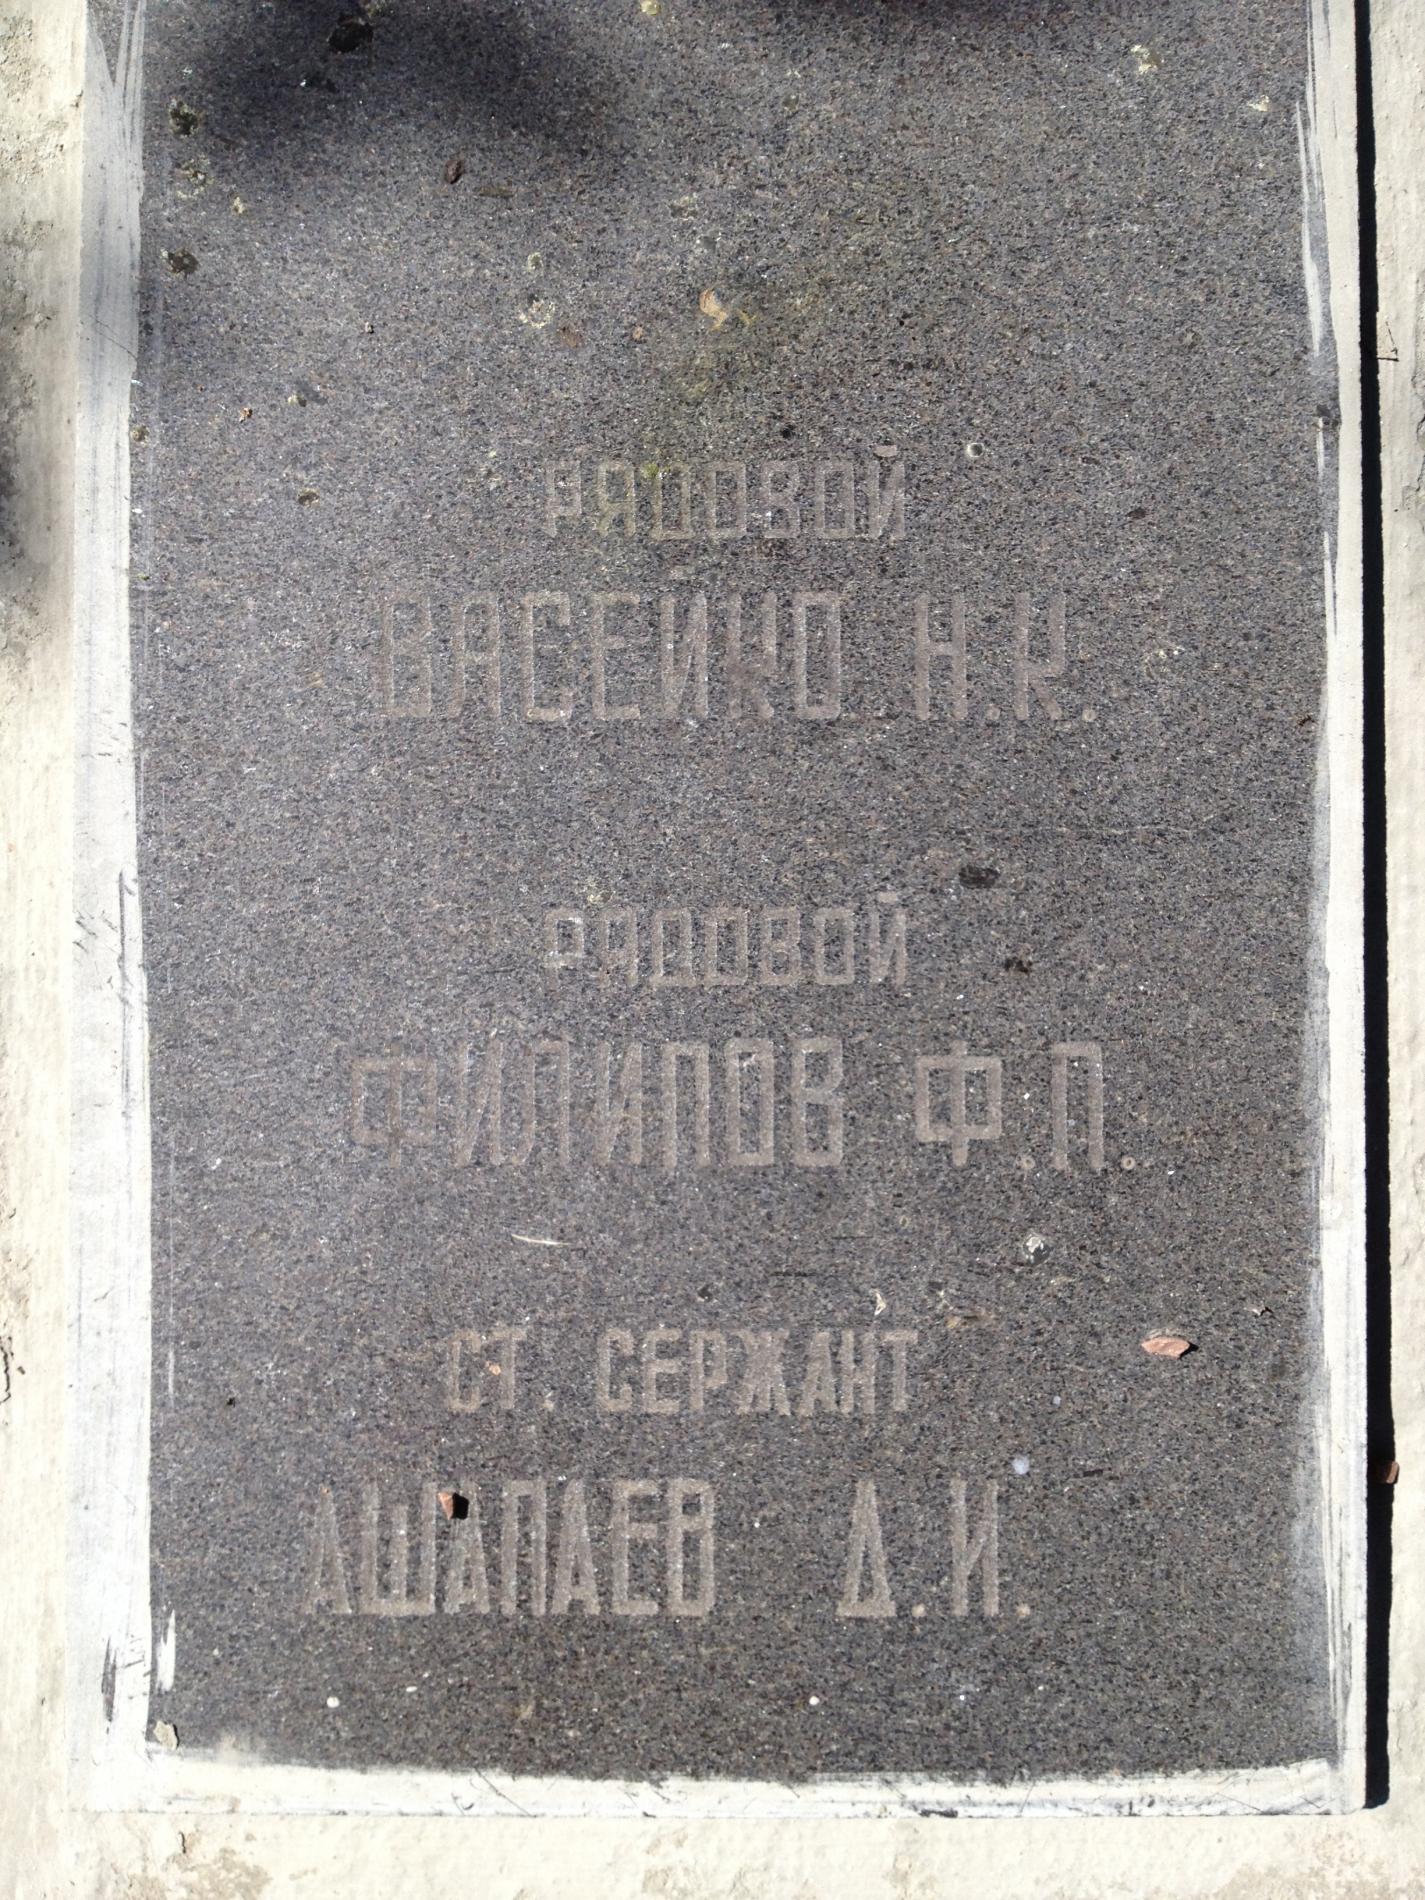 РЯДОВОЙ
ВАСЕЙКО Н.К.
РЯДОВОЙ
ФИЛИПОВ Ф.П.
СТ. СЕРЖАНТ
АШАПАЕВ Д.И.